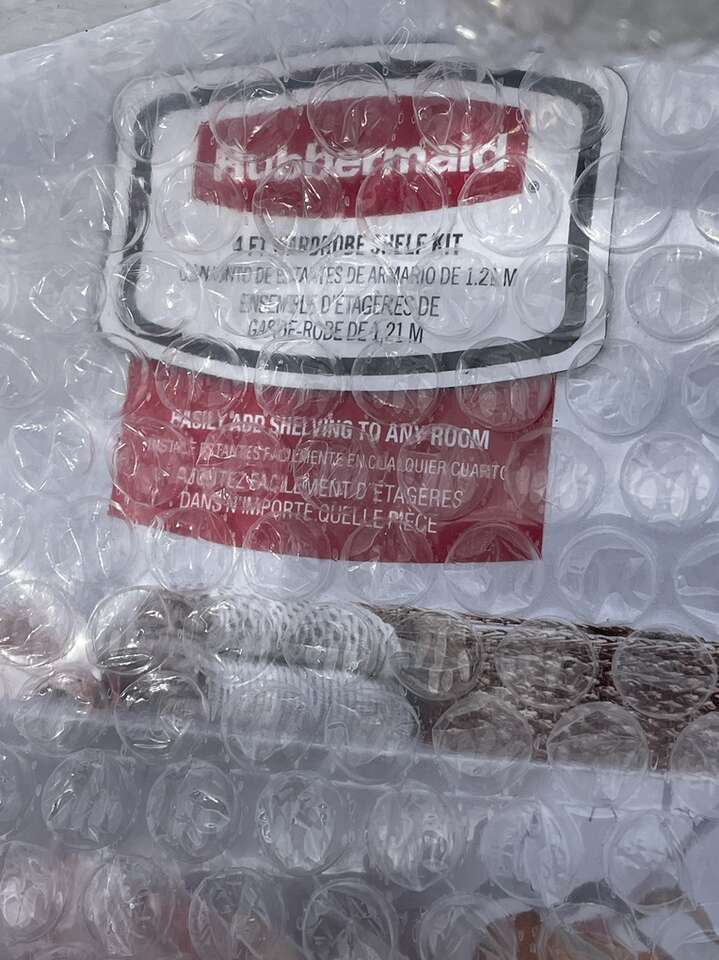 Rubbermaid
4 FT WARDROBE SHELF KIT
CONJUNTO DE ESTANTES DE ARMARIO DE 1.21 M
ENSEMBLE D'ÉTAGÈRES DE
GARDE-ROBE DE 1,21 M
EASILY ADD SHELVING TO ANY ROOM
INSTALE ESTANTES FACILMENTE EN CUALQUIER CUARTO
AJOUTEZ FACILEMENT D'ÉTAGÈRES
DANS N'IMPORTE QUELLE PIÈCE